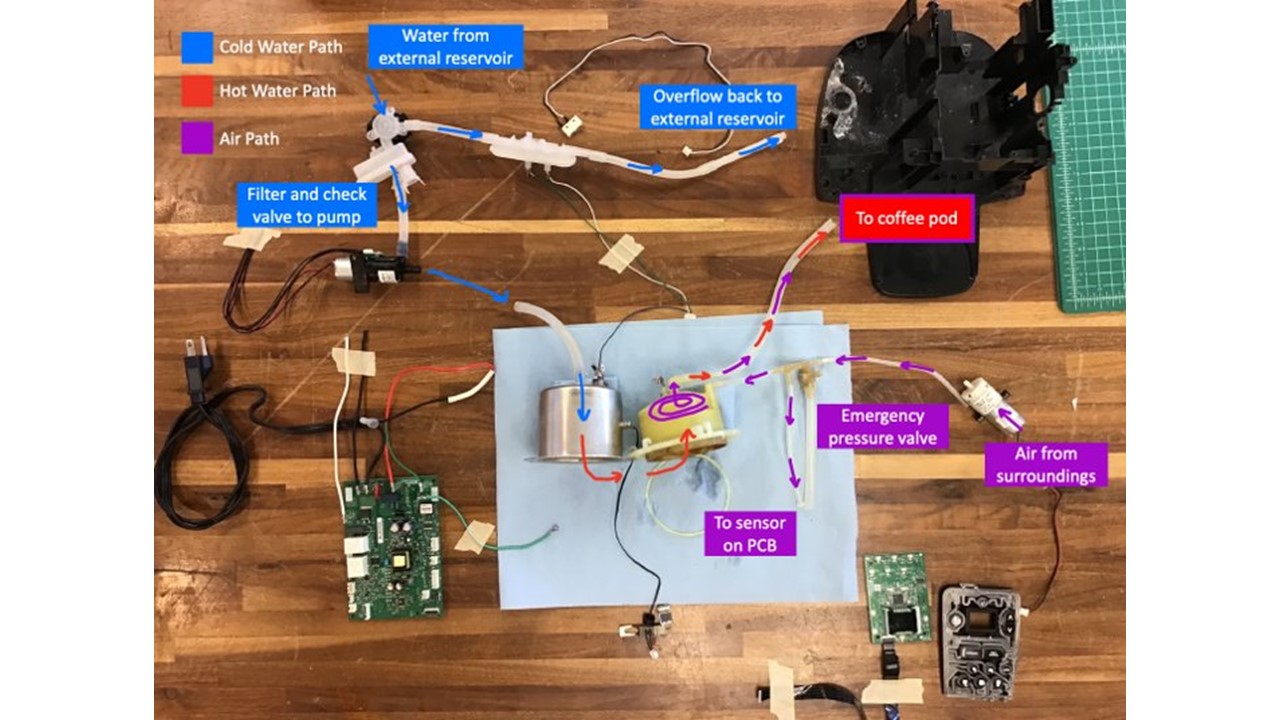 Cold Water Path
Hot Water Path
Air Path
Water from
external reservoir
Overflow back to
external reservoir
Filter and check
valve to pump
To coffee pod
Emergency
pressure valve
Air from
surroundings
To sensor
on PCB